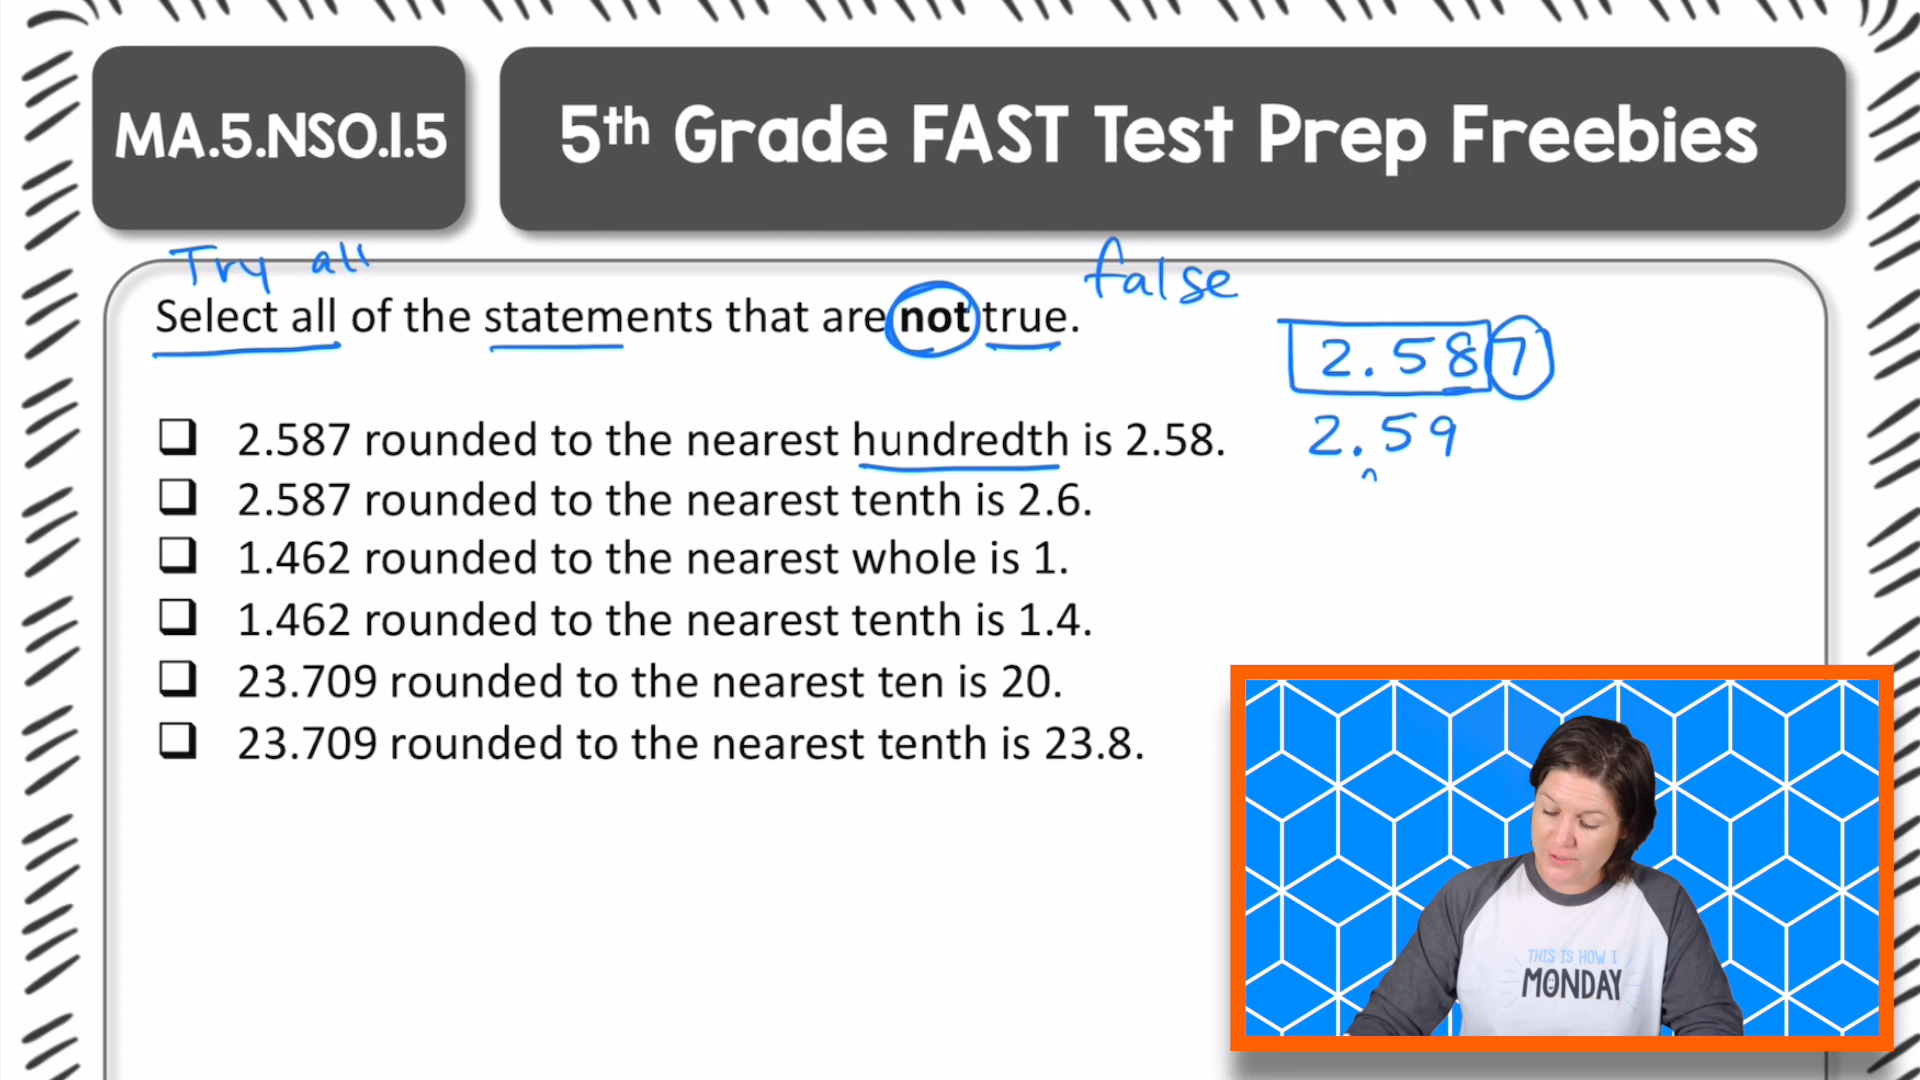 MA.5.NSO.1.5
5th Grade FAST Test Prep Freebies
Try all
false
Select all of the statements that are not true.
2.587
❑ 2.587 rounded to the nearest hundredth is 2.58.
2.59
❑ 2.587 rounded to the nearest tenth is 2.6.
❑ 1.462 rounded to the nearest whole is 1.
❑ 1.462 rounded to the nearest tenth is 1.4.
❑ 23.709 rounded to the nearest ten is 20.
❑ 23.709 rounded to the nearest tenth is 23.8.
THIS IS HOW I
MONDAY